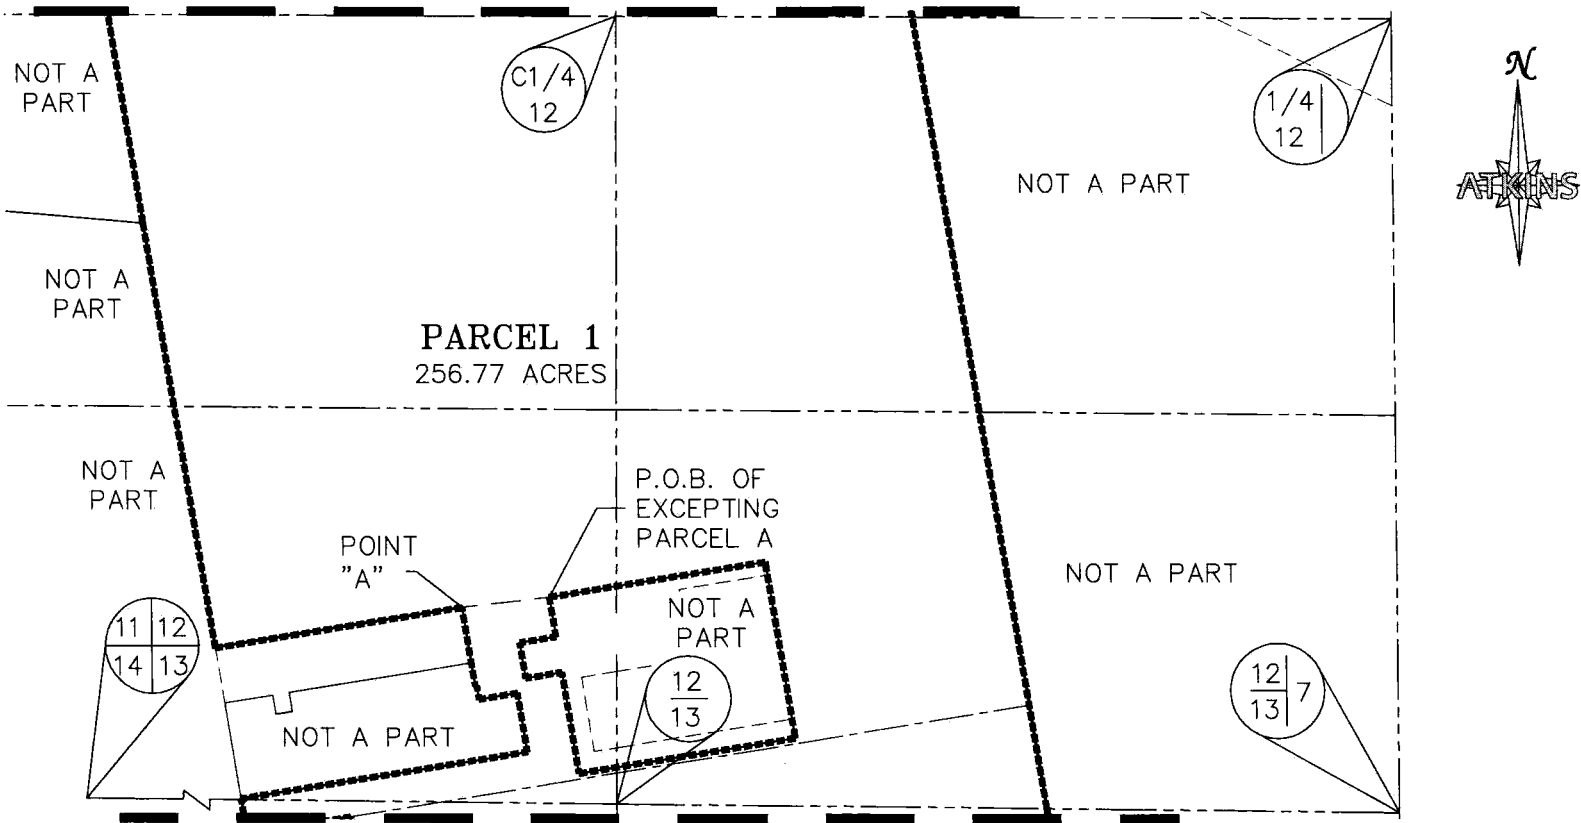 NOT A
PART
C1/4
12
1/4
12
N
ATKINS
NOT A PART
NOT A
PART
PARCEL 1
256.77 ACRES
NOT A
PART
P.O.B. OF
EXCEPTING
PARCEL A
POINT
"A"
NOT A PART
NOT A
PART
11 12
14 13
12
13
12
13 7
NOT A PART